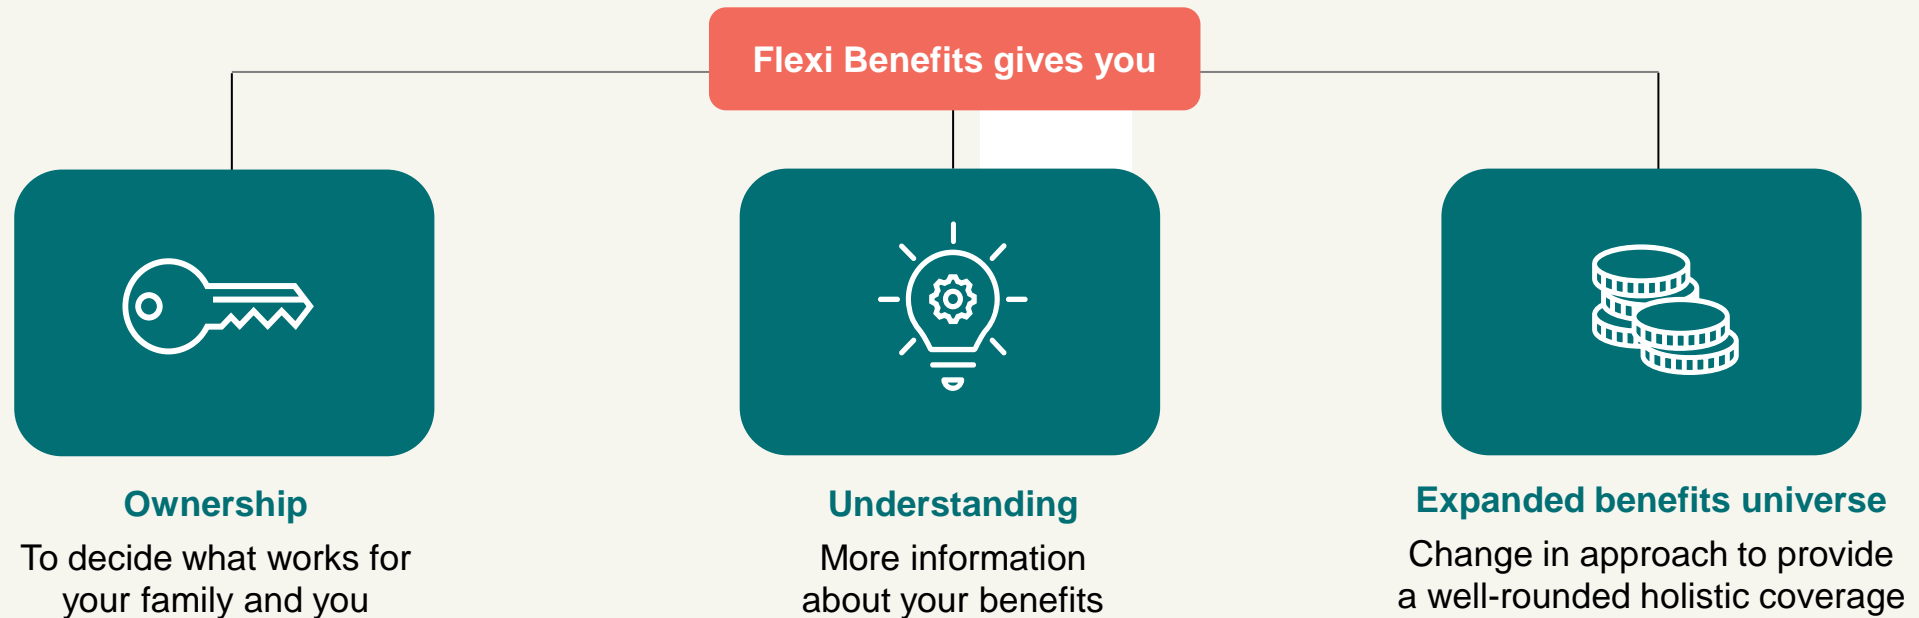 Flexi Benefits gives you
Ownership
To decide what works for
your family and you
Understanding
More information
about your benefits
Expanded benefits universe
Change in approach to provide
a well-rounded holistic coverage